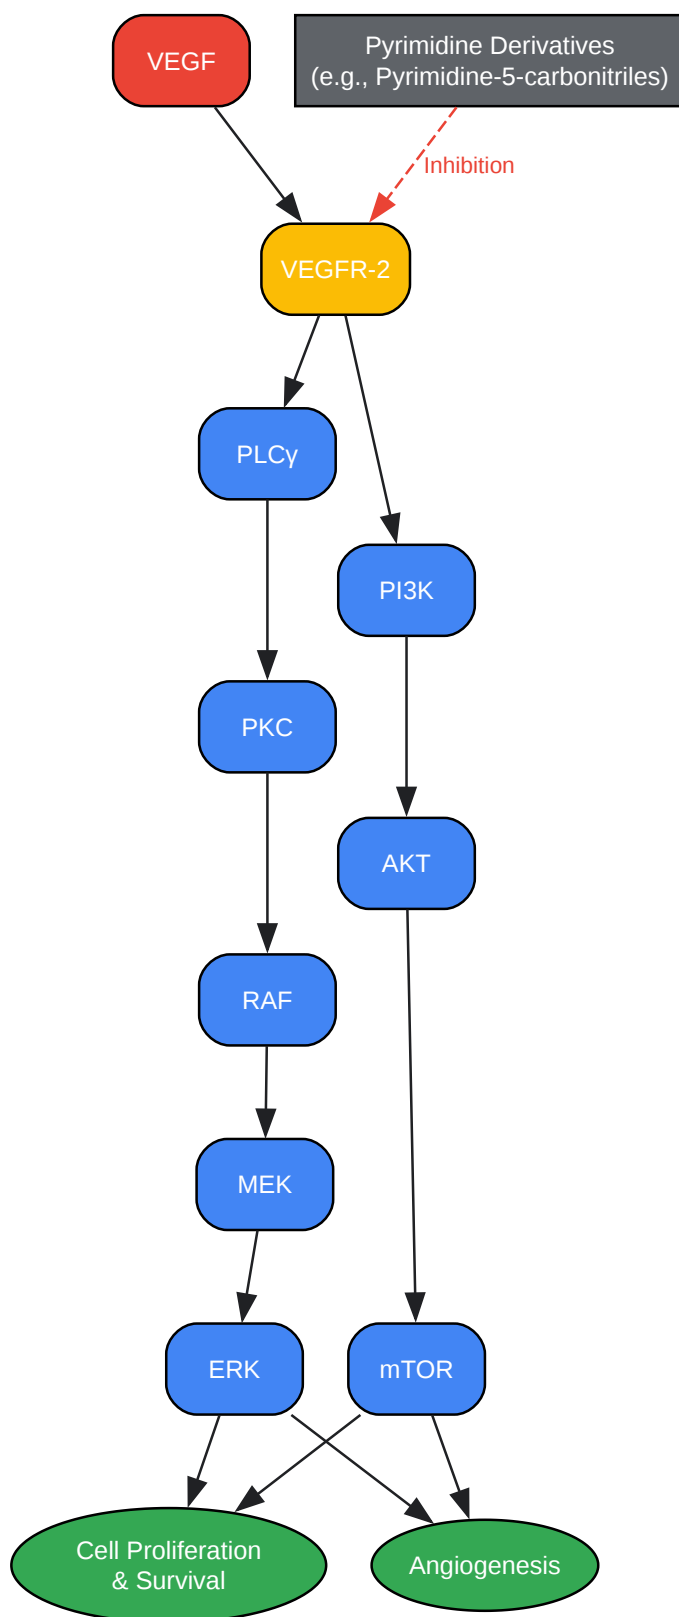 VEGF
Pyrimidine Derivatives
(e.g., Pyrimidine-5-carbonitriles)
Inhibition
VEGFR-2
PLCγ
PI3K
PKC
AKT
RAF
MEK
ERK
mTOR
Cell Proliferation
& Survival
Angiogenesis